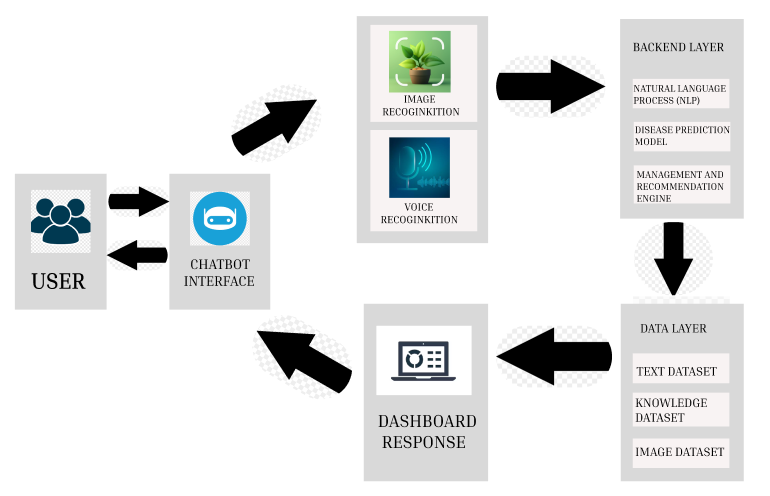 USER
CHATBOT
INTERFACE
IMAGE
RECOGINKITION
VOICE
RECOGINKITION
BACKEND LAYER
NATURAL LANGUAGE
PROCESS (NLP)
DISEASE PREDICTION
MODEL
MANAGEMENT AND
RECOMMENDATION
ENGINE
DATA LAYER
TEXT DATASET
KNOWLEDGE
DATASET
IMAGE DATASET
DASHBOARD
RESPONSE